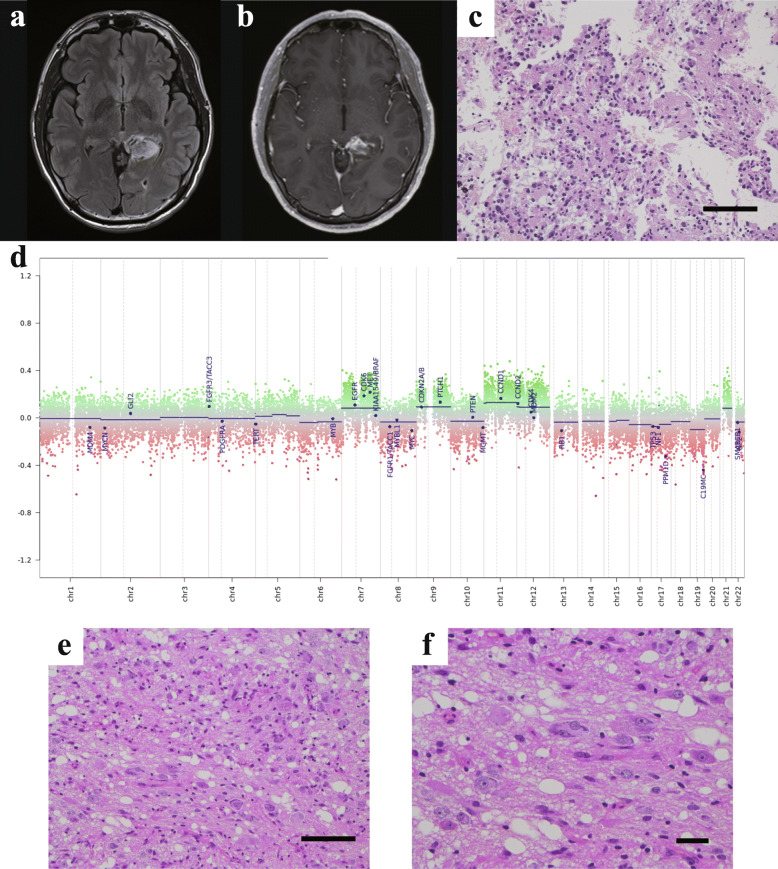 a
b
c
d
1.2
0.8
0.4
0.0
-0.4
-0.8
-1.2
MDM4
MYCN
GLI2
FGFR3/TACC3
PDGFRA
TERT
MYB
EGFR
CDK6
MET
KIAA1549/BRAF
FGFR1/TACC1
MYBL1
MYC
CDKN2A/B
PTCH1
PTEN
MGMT
CCND1
CCND2
CDK4
MDM2
RB1
TP53
NF1
PPM1D
C19MC
SMARCB1
chr1
chr2
chr3
chr4
chr5
chr6
chr7
chr8
chr9
chr10
chr11
chr12
chr13
chr14
chr15
chr16
chr17
chr18
chr19
chr20
chr21
chr22
e
f